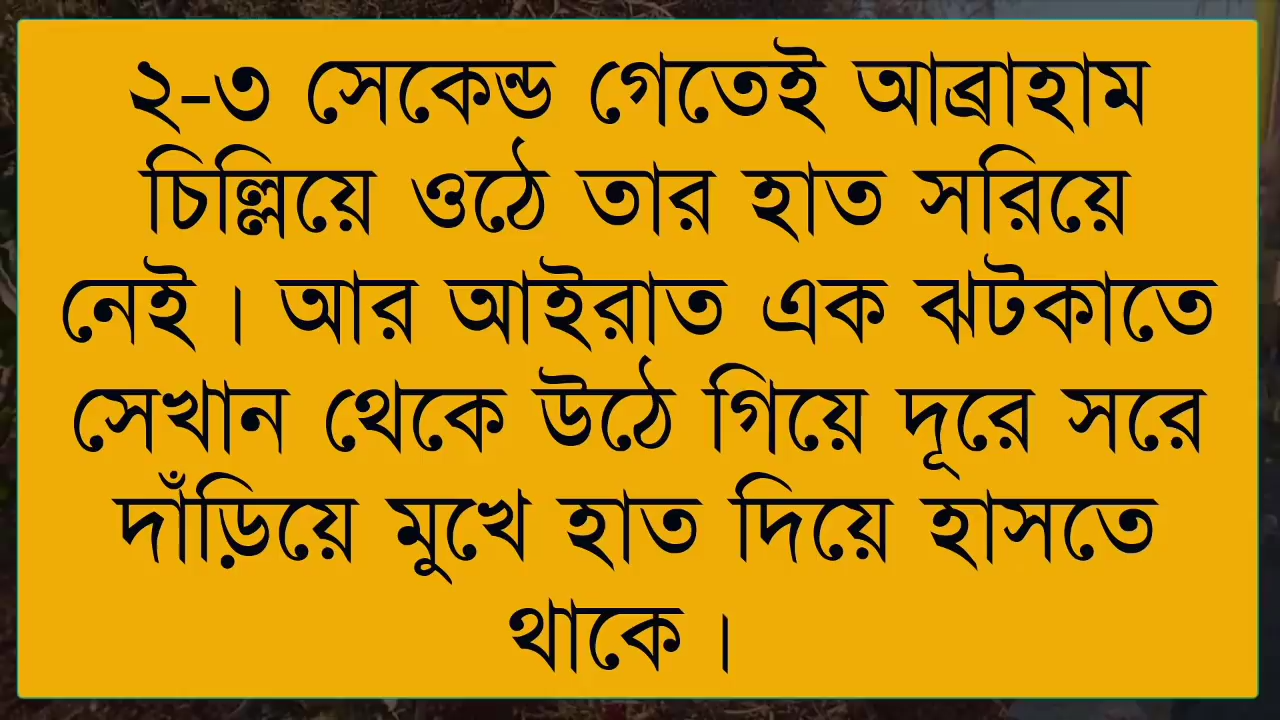 ২-৩ সেকেন্ড গেতেই আব্রাহাম
চিল্লিয়ে ওঠে তার হাত সরিয়ে
নেই । আর আইরাত এক ঝটকাতে
সেখান থেকে উঠে গিয়ে দূরে সরে
দাঁড়িয়ে মুখে হাত দিয়ে হাসতে
থাকে ।